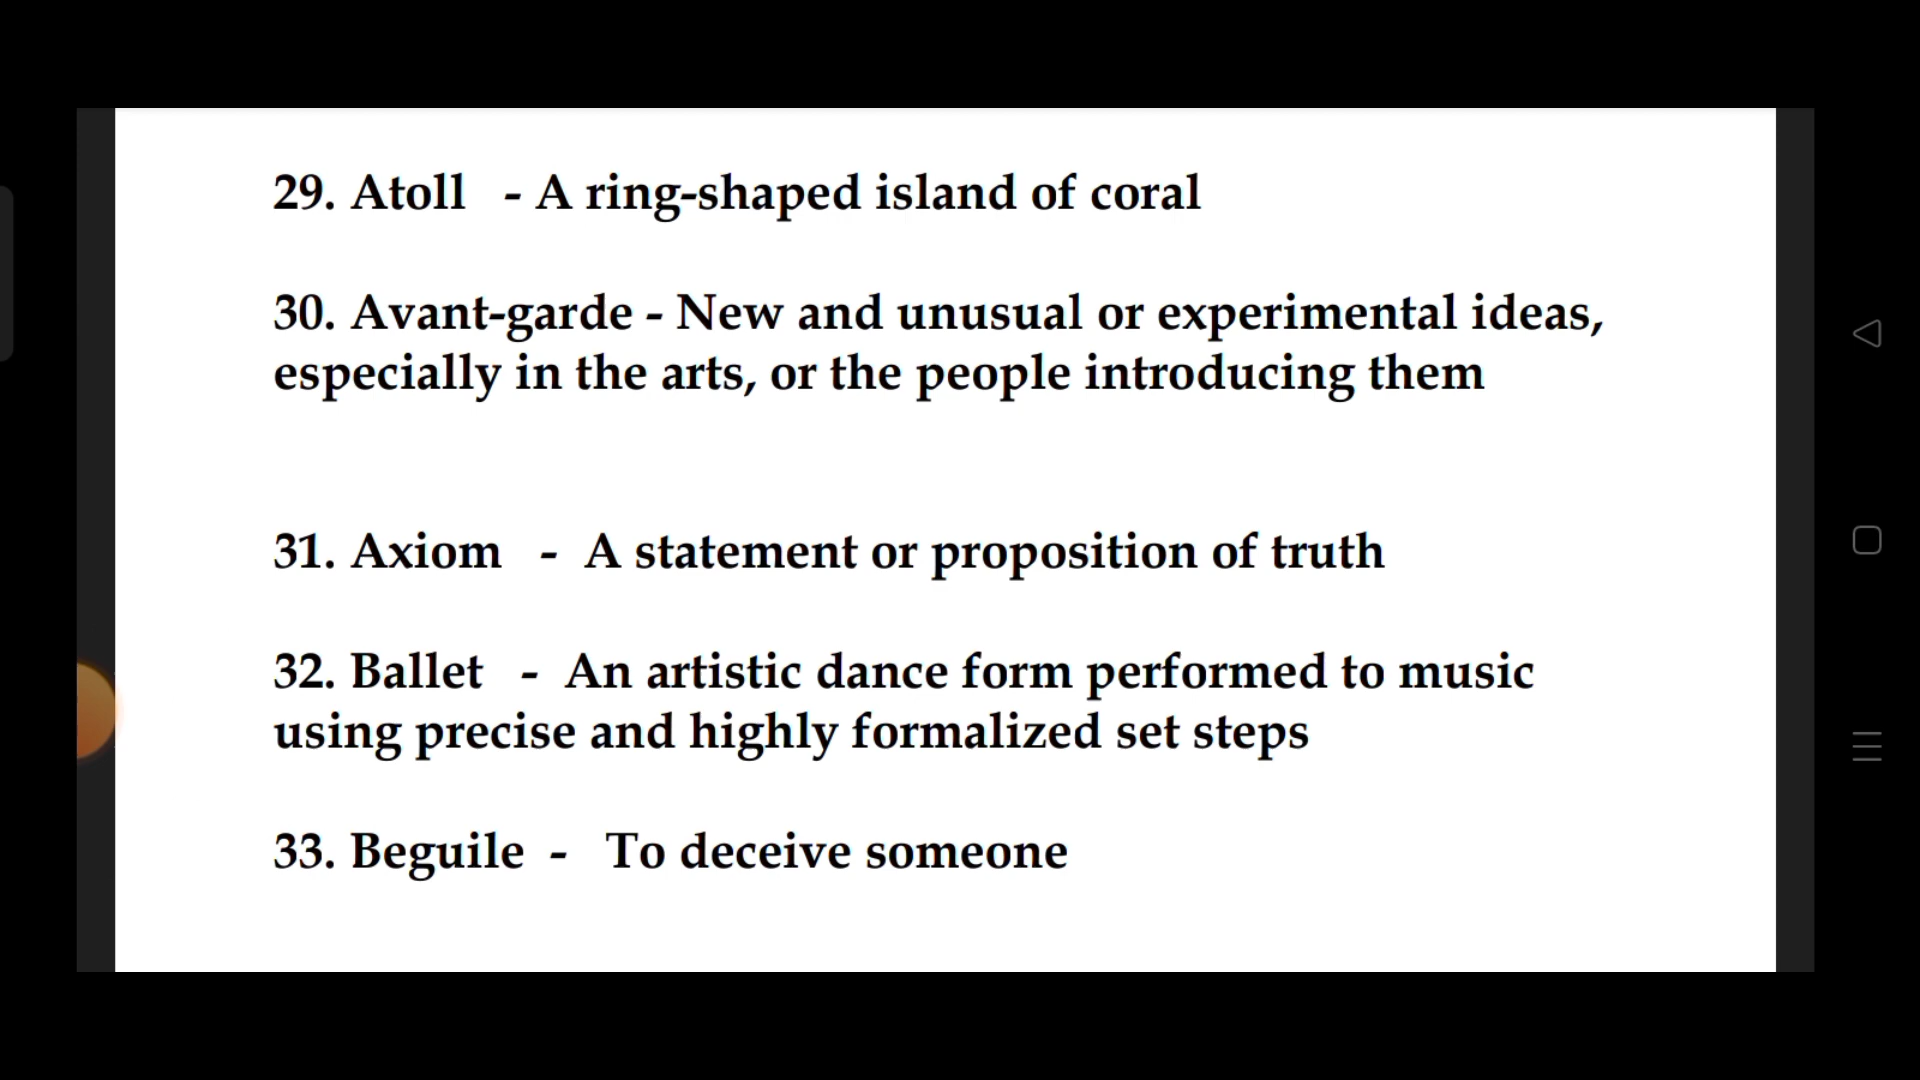 29. Atoll - A ring-shaped island of coral
30. Avant-garde - New and unusual or experimental ideas,
especially in the arts, or the people introducing them
31. Axiom - A statement or proposition of truth
32. Ballet - An artistic dance form performed to music
using precise and highly formalized set steps
33. Beguile - To deceive someone